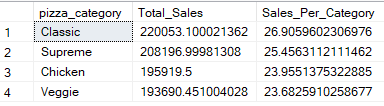 pizza_category Total_Sales Sales_Per_Category
1 Classic 220053.100021362 26.9059602306976
2 Supreme 208196.99981308 25.4563112111462
3 Chicken 195919.5 23.9551375322885
4 Veggie 193690.451004028 23.6825910258677